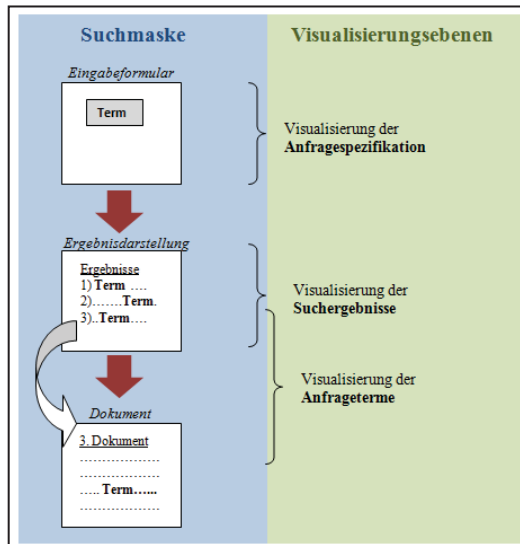 Suchmaske
Visualisierungsebenen
Eingabeformular
Term
Visualisierung der
Anfragespezifikation
Ergebnisdarstellung
Ergebnisse
1) Term ....
2).......Term.
3)..Term....
Visualisierung der
Suchergebnisse
Visualisierung der
Anfrageterme
Dokument
3. Dokument
..................
..................
..... Term......
..................